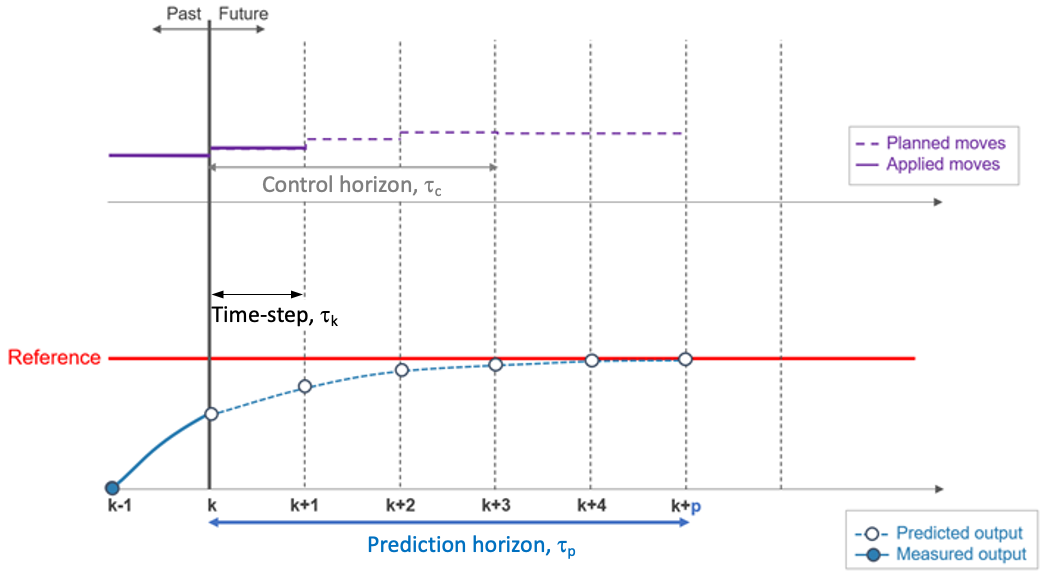 Past Future
Planned moves
Applied moves
Control horizon, τc
Time-step, τk
Reference
k-1 k k+1 k+2 k+3 k+4 k+p
Prediction horizon, τp
Predicted output
Measured output